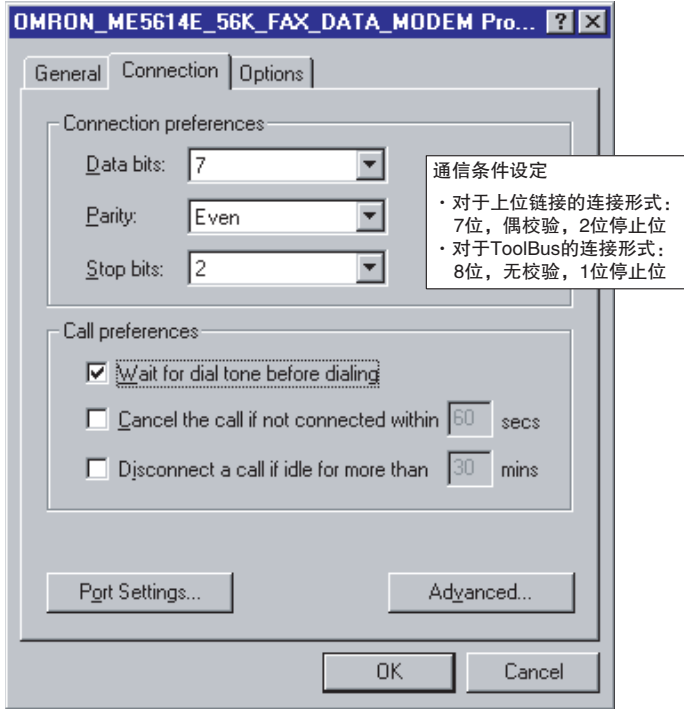 OMRON_ME5614E_56K_FAX_DATA_MODEM Pro... ? ×
General Connection Options
Connection preferences
Data bits: 7
Parity: Even
Stop bits: 2
通信条件设定
・对于上位链接的连接形式：
7位，偶校验，2位停止位
・对于ToolBus的连接形式：
8位，无校验，1位停止位
Call preferences
Wait for dial tone before dialing
Cancel the call if not connected within 60 secs
Disconnect a call if idle for more than 30 mins
Port Settings... Advanced...
OK Cancel